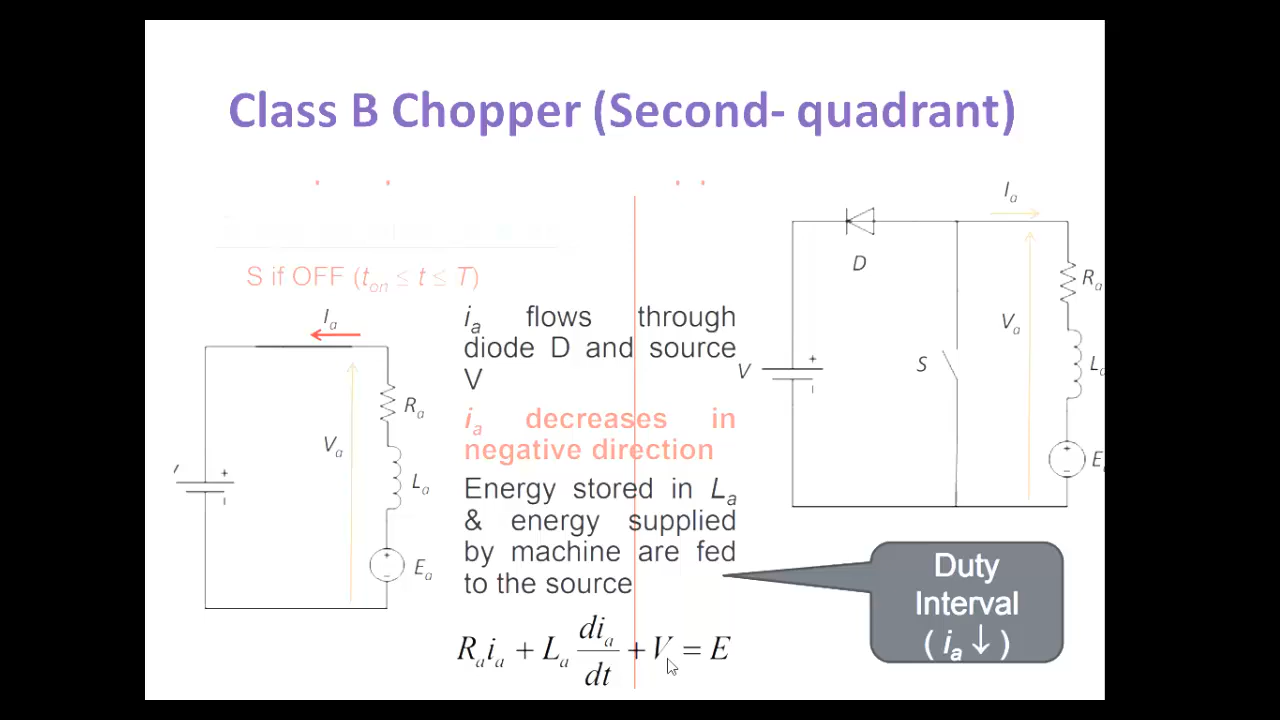 Class B Chopper (Second- quadrant)
S if OFF (ton ≤ t ≤ T)
Ia
Ra
Va
La
Ea
+
−
+
−
ia flows through
diode D and source
V
ia decreases in
negative direction
Energy stored in La
& energy supplied
by machine are fed
to the source
Raia + La dia/dt + V = E
Ia
D
Ra
Va
V
+
−
S
+
−
Duty
Interval
( ia ↓ )